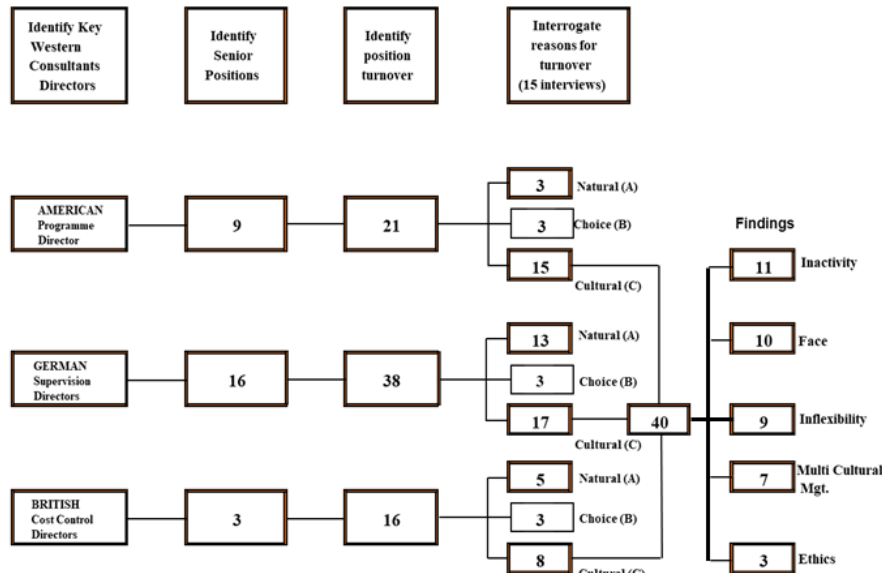 Identify Key
Western
Consultants
Directors
Identify
Senior
Positions
Identify
position
turnover
Interrogate
reasons for
turnover
(15 interviews)
AMERICAN
Programme
Director
9
21
3
Natural (A)
3
Choice (B)
15
Cultural (C)
GERMAN
Supervision
Directors
16
38
13
Natural (A)
3
Choice (B)
17
Cultural (C)
BRITISH
Cost Control
Directors
3
16
5
Natural (A)
3
Choice (B)
8
Cultural (C)
40
Findings
11
Inactivity
10
Face
9
Inflexibility
7
Multi Cultural
Mgt.
3
Ethics